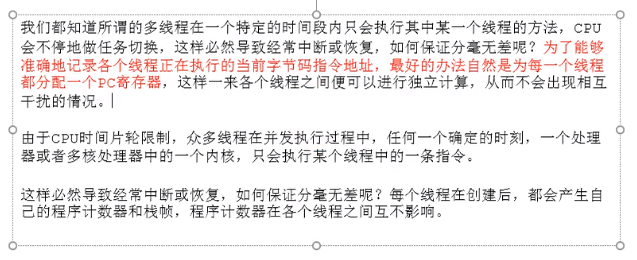 我们都知道所谓的多线程在一个特定的时间段内只会执行其中某一个线程的方法，CPU
会不停地做任务切换，这样必然导致经常中断或恢复，如何保证分毫无差呢？为了能够
准确地记录各个线程正在执行的当前字节码指令地址，最好的办法自然是为每一个线程
都分配一个PC寄存器，这样一来各个线程之间便可以进行独立计算，从而不会出现相互
干扰的情况。
由于CPU时间片轮限制，众多线程在并发执行过程中，任何一个确定的时刻，一个处理
器或者多核处理器中的一个内核，只会执行某个线程中的一条指令。
这样必然导致经常中断或恢复，如何保证分毫无差呢？每个线程在创建后，都会产生自
己的程序计数器和栈帧，程序计数器在各个线程之间互不影响。